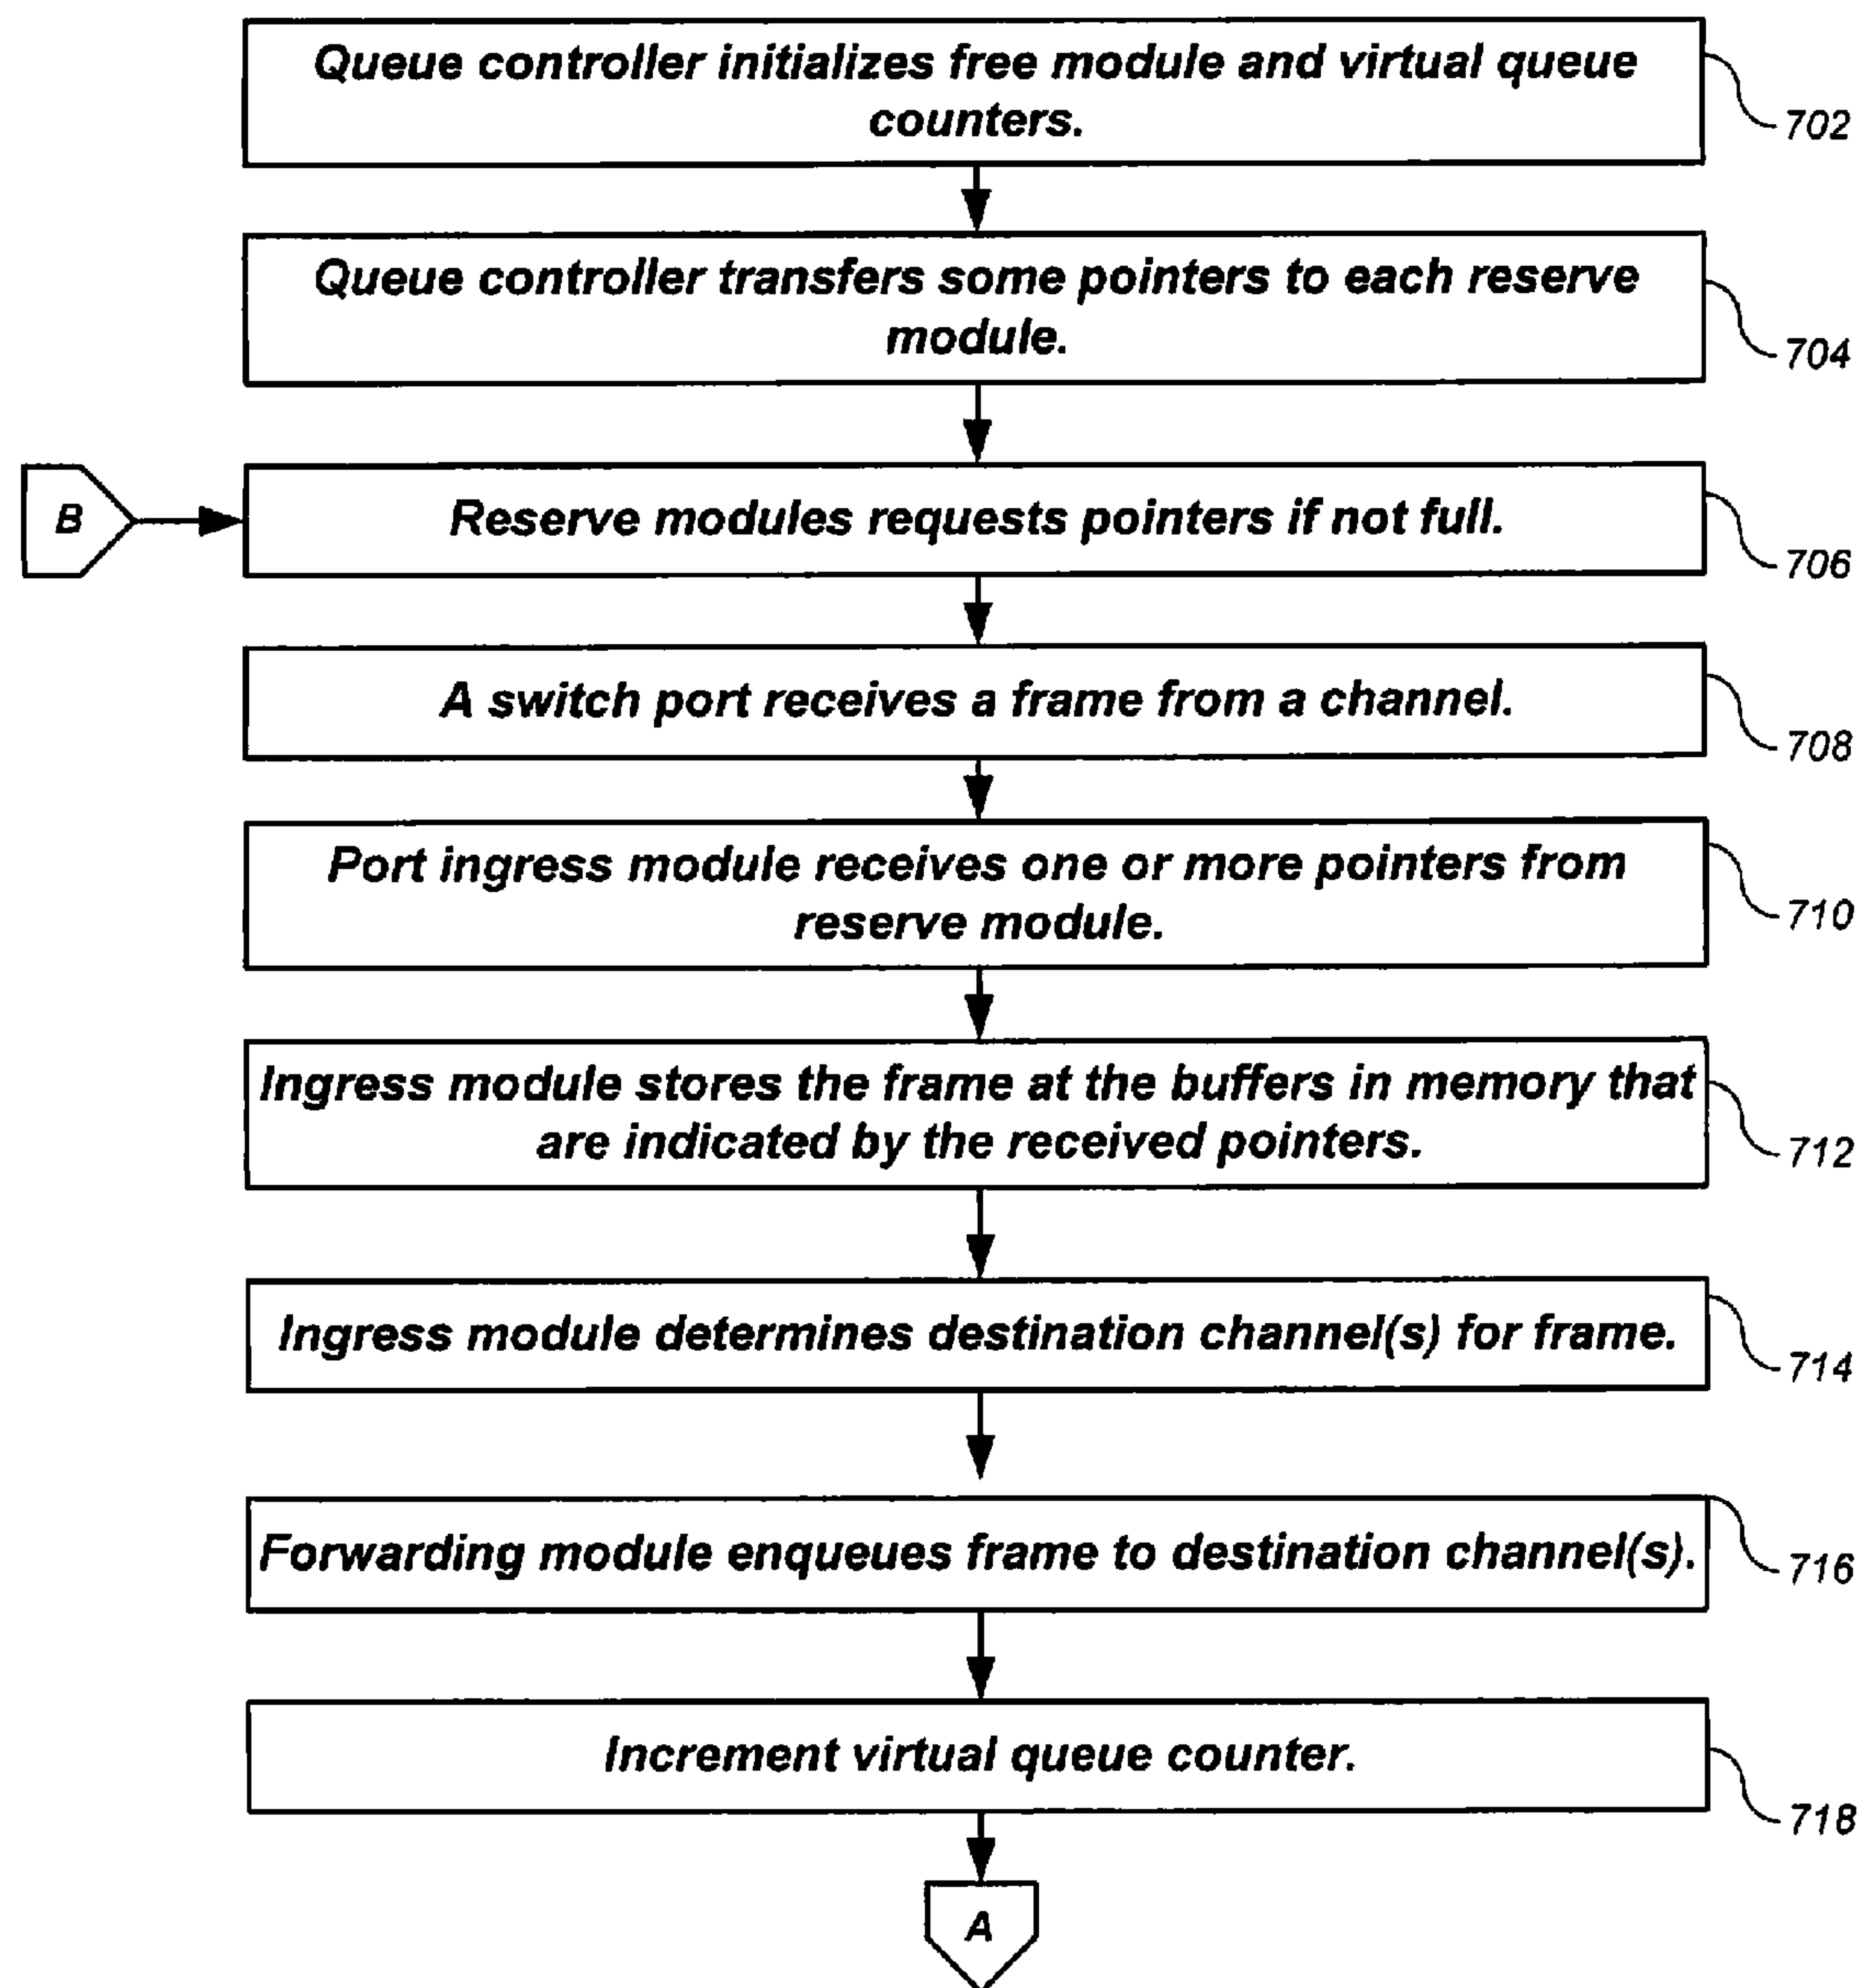 Queue controller initializes free module and virtual queue
counters.
702
Queue controller transfers some pointers to each reserve
module.
704
B
Reserve modules requests pointers if not full.
706
A switch port receives a frame from a channel.
708
Port ingress module receives one or more pointers from
reserve module.
710
Ingress module stores the frame at the buffers in memory that
are indicated by the received pointers.
712
Ingress module determines destination channel(s) for frame.
714
Forwarding module enqueues frame to destination channel(s).
716
Increment virtual queue counter.
718
A